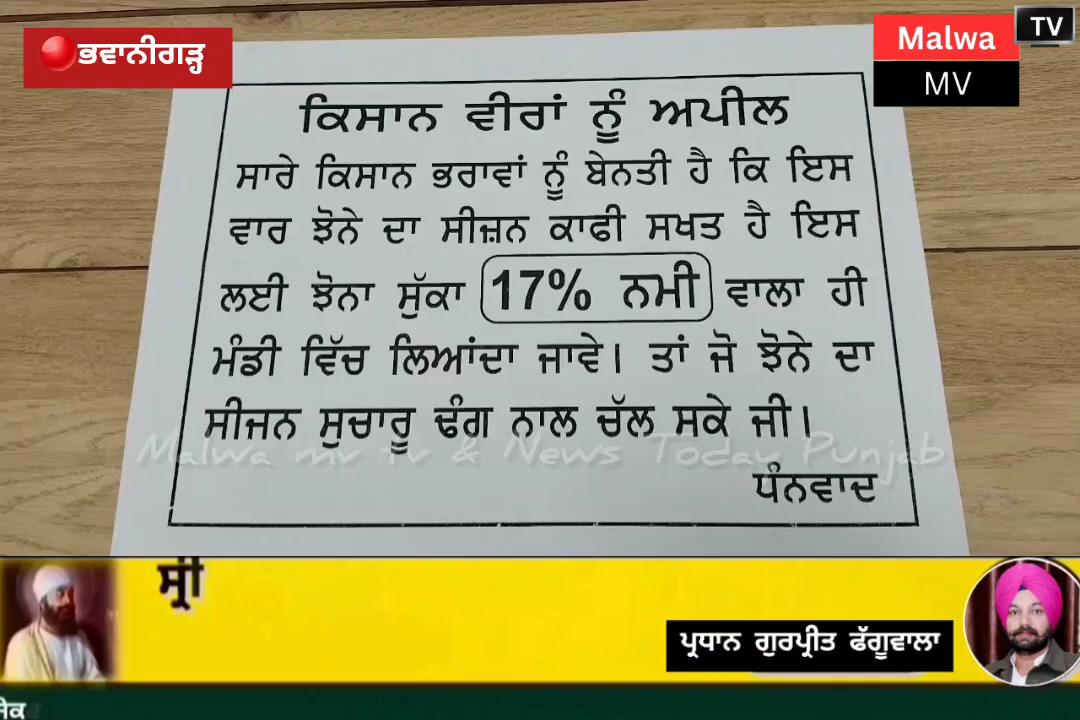 ਭਵਾਨੀਗੜ੍ਹ
Malwa TV
MV
ਕਿਸਾਨ ਵੀਰਾਂ ਨੂੰ ਅਪੀਲ
ਸਾਰੇ ਕਿਸਾਨ ਭਰਾਵਾਂ ਨੂੰ ਬੇਨਤੀ ਹੈ ਕਿ ਇਸ
ਵਾਰ ਝੋਨੇ ਦਾ ਸੀਜ਼ਨ ਕਾਫੀ ਸਖਤ ਹੈ ਇਸ
ਲਈ ਝੋਨਾ ਸੁੱਕਾ 17% ਨਮੀ ਵਾਲਾ ਹੀ
ਮੰਡੀ ਵਿੱਚ ਲਿਆਂਦਾ ਜਾਵੇ। ਤਾਂ ਜੋ ਝੋਨੇ ਦਾ
ਸੀਜਨ ਸੁਚਾਰੂ ਢੰਗ ਨਾਲ ਚੱਲ ਸਕੇ ਜੀ।
Malwa mv tv & News Today Punjab
ਧੰਨਵਾਦ
ਸ੍ਰੀ
ਪ੍ਰਧਾਨ ਗੁਰਪ੍ਰੀਤ ਫੱਗੂਵਾਲਾ